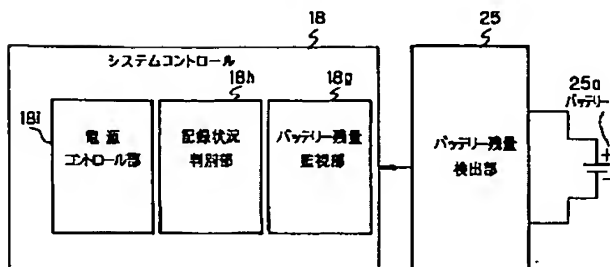 18
25
システムコントロール
18h
18g
25a
バッテリー
18i
電源
コントロール部
記録状況
判別部
バッテリー残量
監視部
バッテリー残量
検出部
+
−